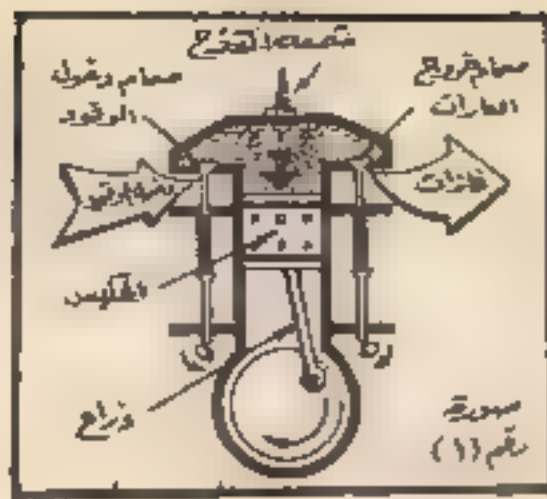 شمعة القدح
صمام دخول
الوقود
صمام خروج
الغازات
غازات
المكبس
ذراع
صورة
رقم (١)